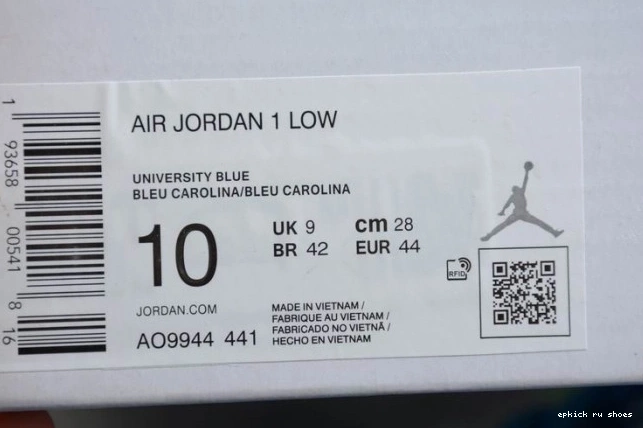 AIR JORDAN 1 LOW
UNIVERSITY BLUE
BLEU CAROLINA/BLEU CAROLINA
10
UK 9
cm 28
BR 42
EUR 44
RFID
JORDAN.COM
AO9944 441
MADE IN VIETNAM /
FABRIQUE AU VIETNAM /
FABRICADO NO VIETNÃ /
HECHO EN VIETNAM
1 93658 00541 8 16
epkick ru shoes